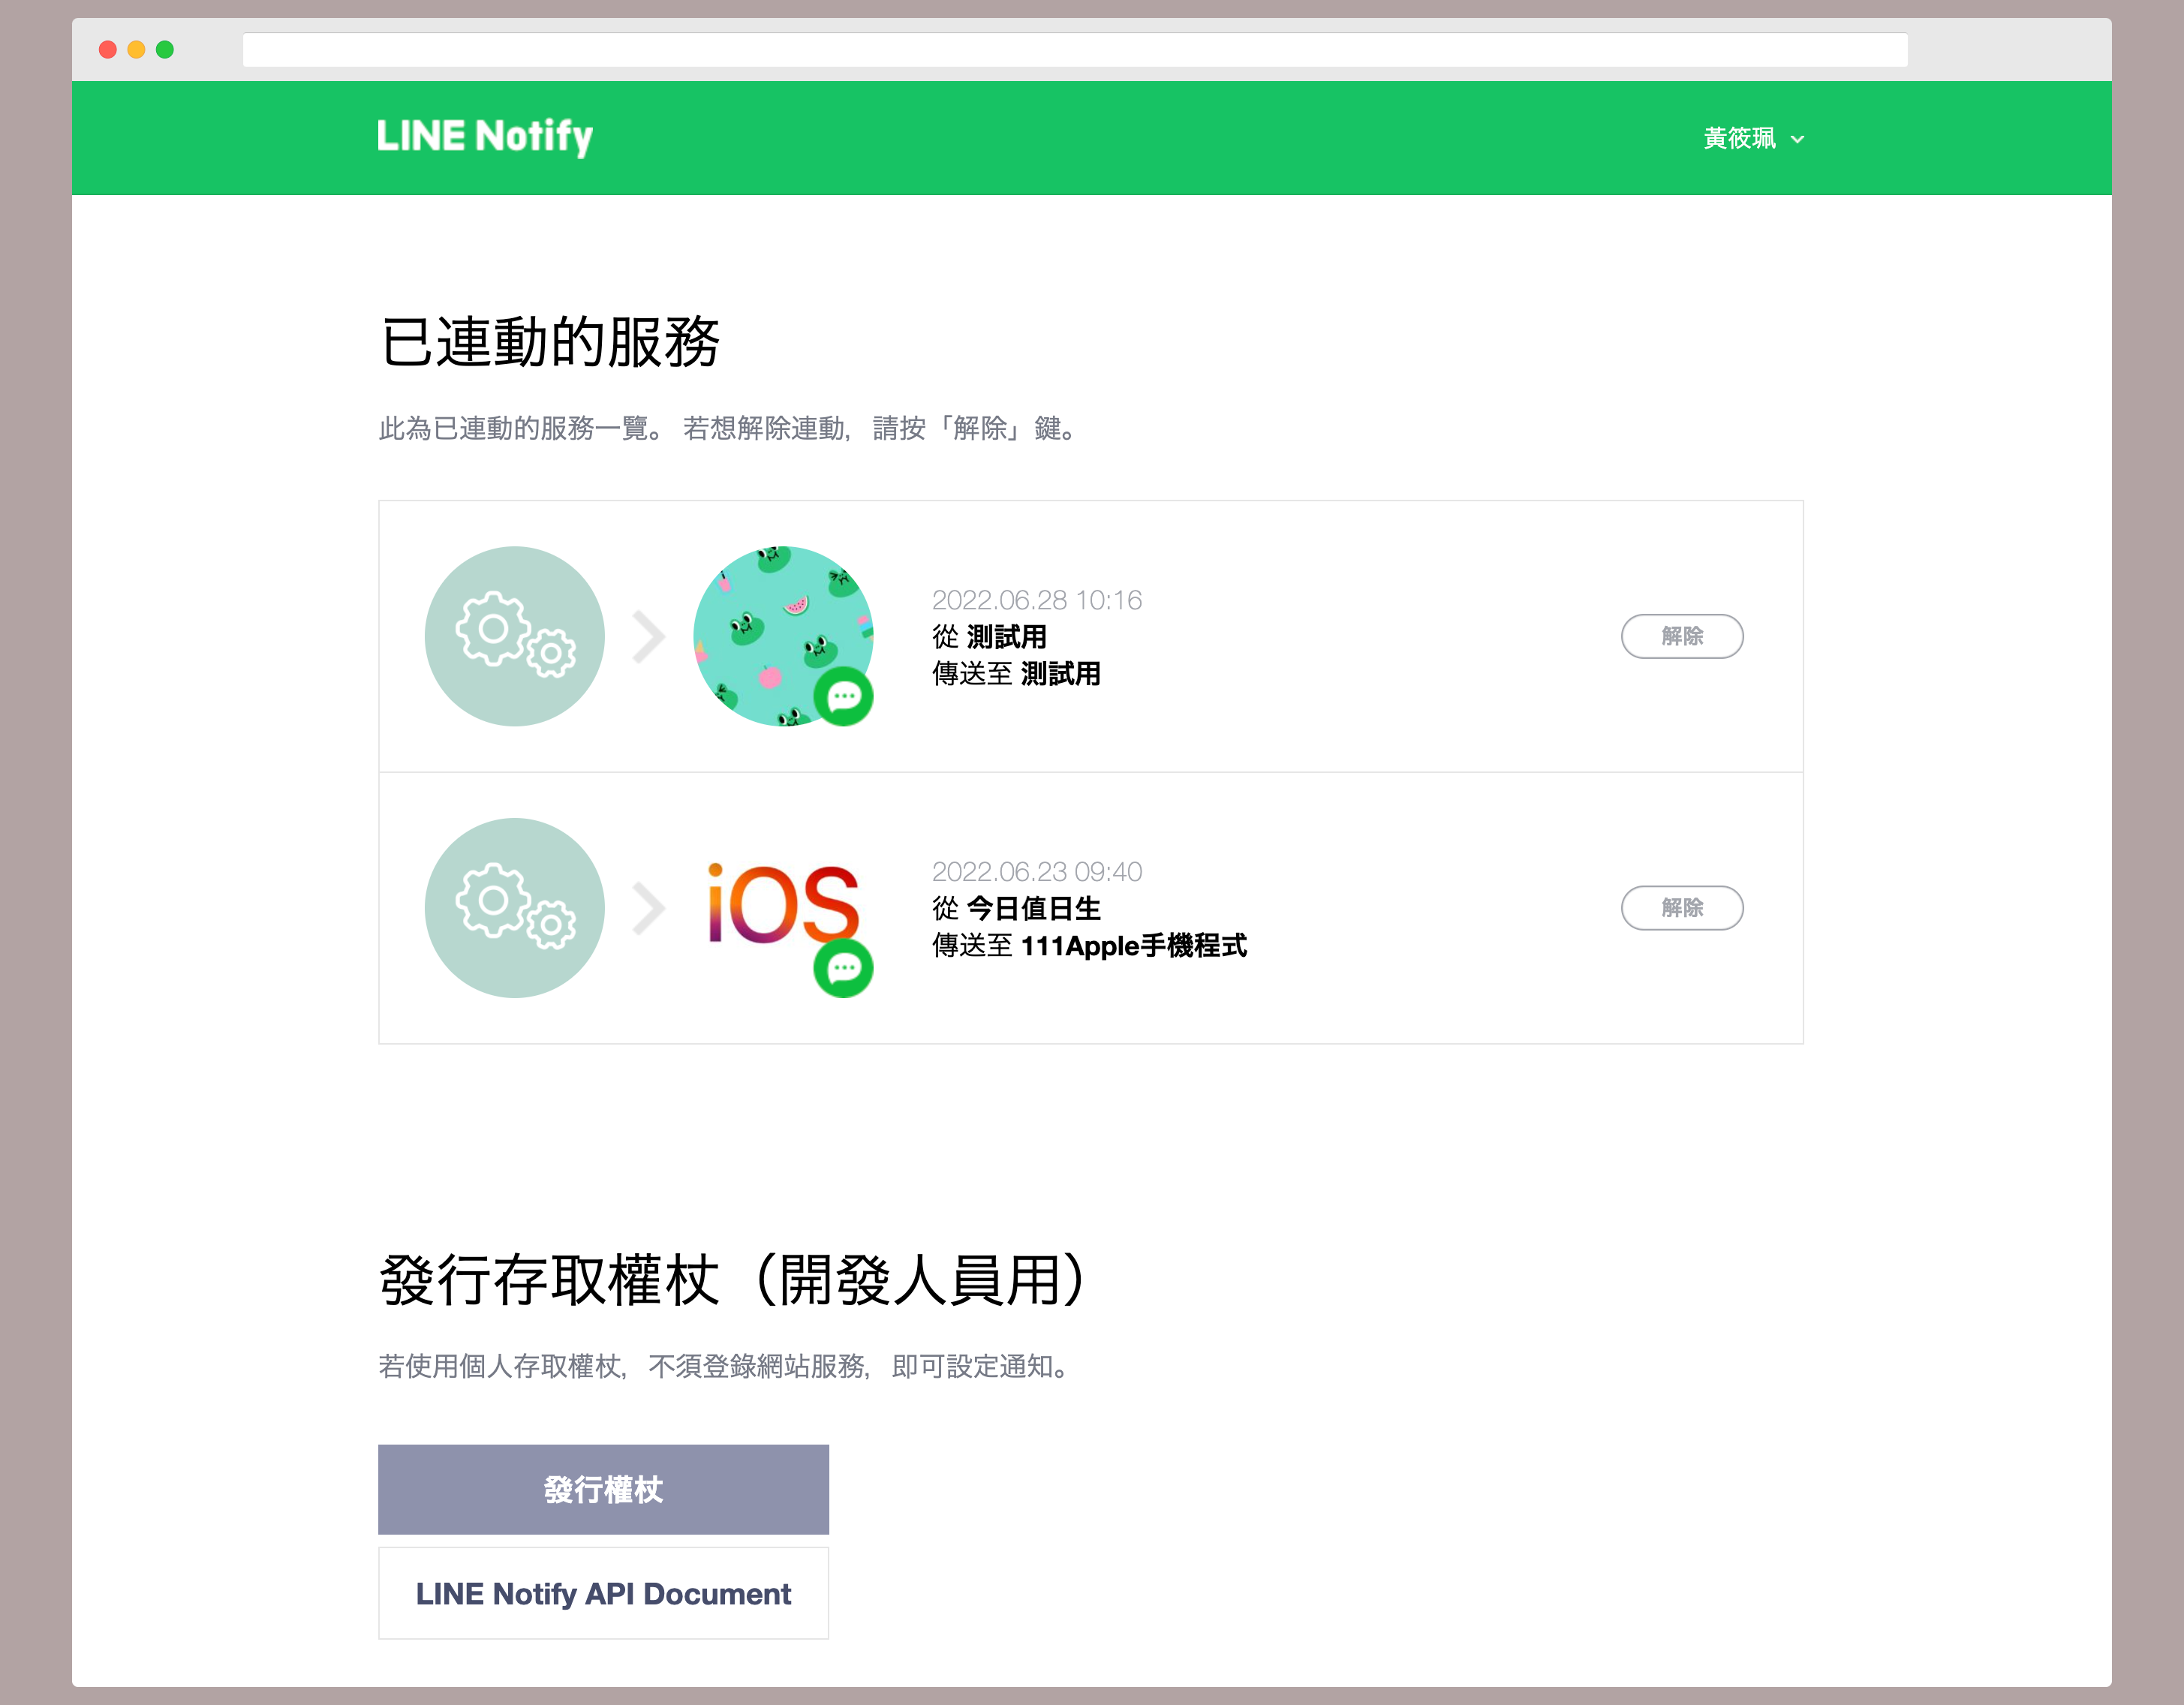 LINE Notify
黃筱珮
已連動的服務
此為已連動的服務一覽。 若想解除連動，請按「解除」鍵。
2022.06.28 10:16
從 測試用
傳送至 測試用
解除
iOS
2022.06.23 09:40
從 今日值日生
傳送至 111Apple手機程式
解除
發行存取權杖（開發人員用）
若使用個人存取權杖，不須登錄網站服務，即可設定通知。
發行權杖
LINE Notify API Document